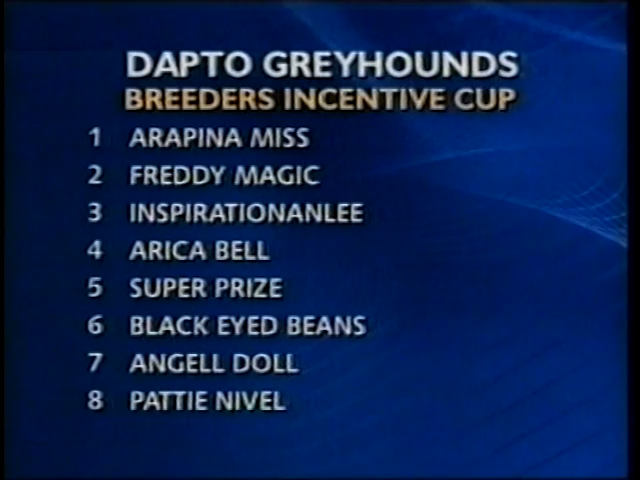 DAPTO GREYHOUNDS
BREEDERS INCENTIVE CUP
1 ARAPINA MISS
2 FREDDY MAGIC
3 INSPIRATIONANLEE
4 ARICA BELL
5 SUPER PRIZE
6 BLACK EYED BEANS
7 ANGELL DOLL
8 PATTIE NIVEL